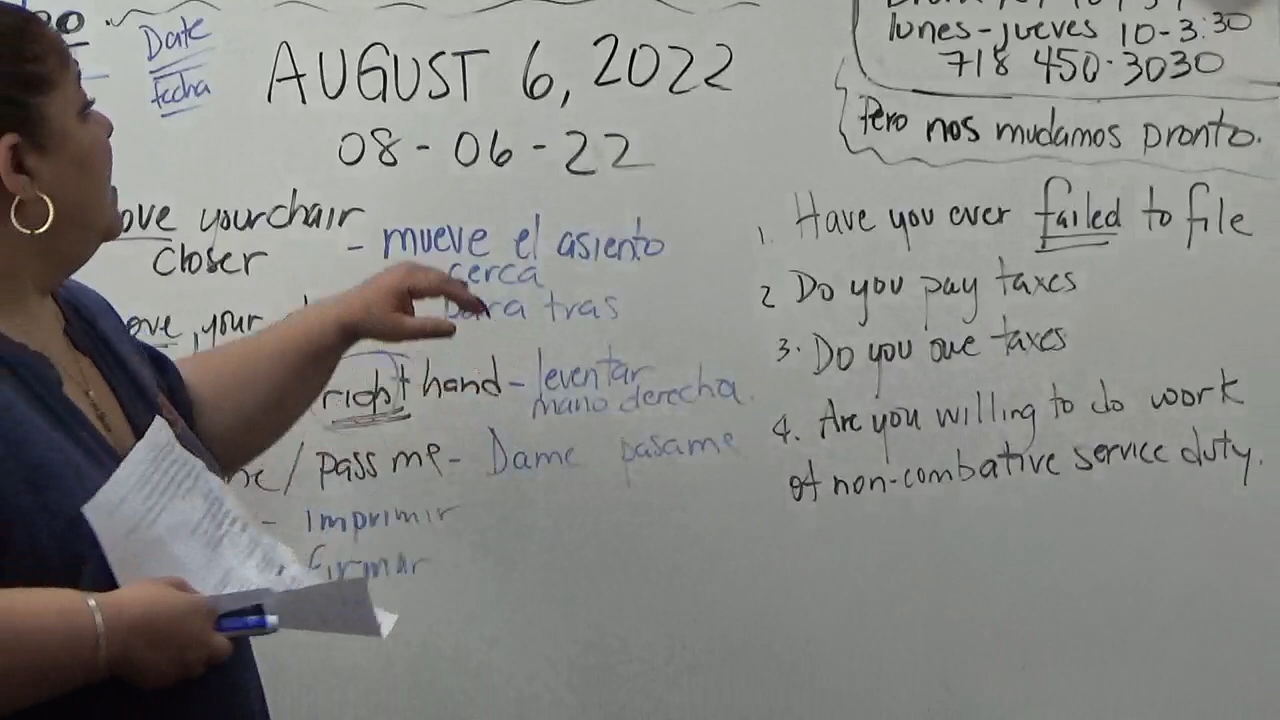 Date
Fecha
AUGUST 6, 2022
08-06-22
lunes-jueves 10-3:30
718 450-3030
Pero nos mudamos pronto.
your chair
closer
- mueve el asiento
cerca
para tras
your
right hand - leventar
mano derecha.
/ pass me - Dame pasame
- Imprimir
firmar
1. Have you ever failed to file
2 Do you pay taxes
3. Do you owe taxes
4. Are you willing to do work
of non-combative service duty.